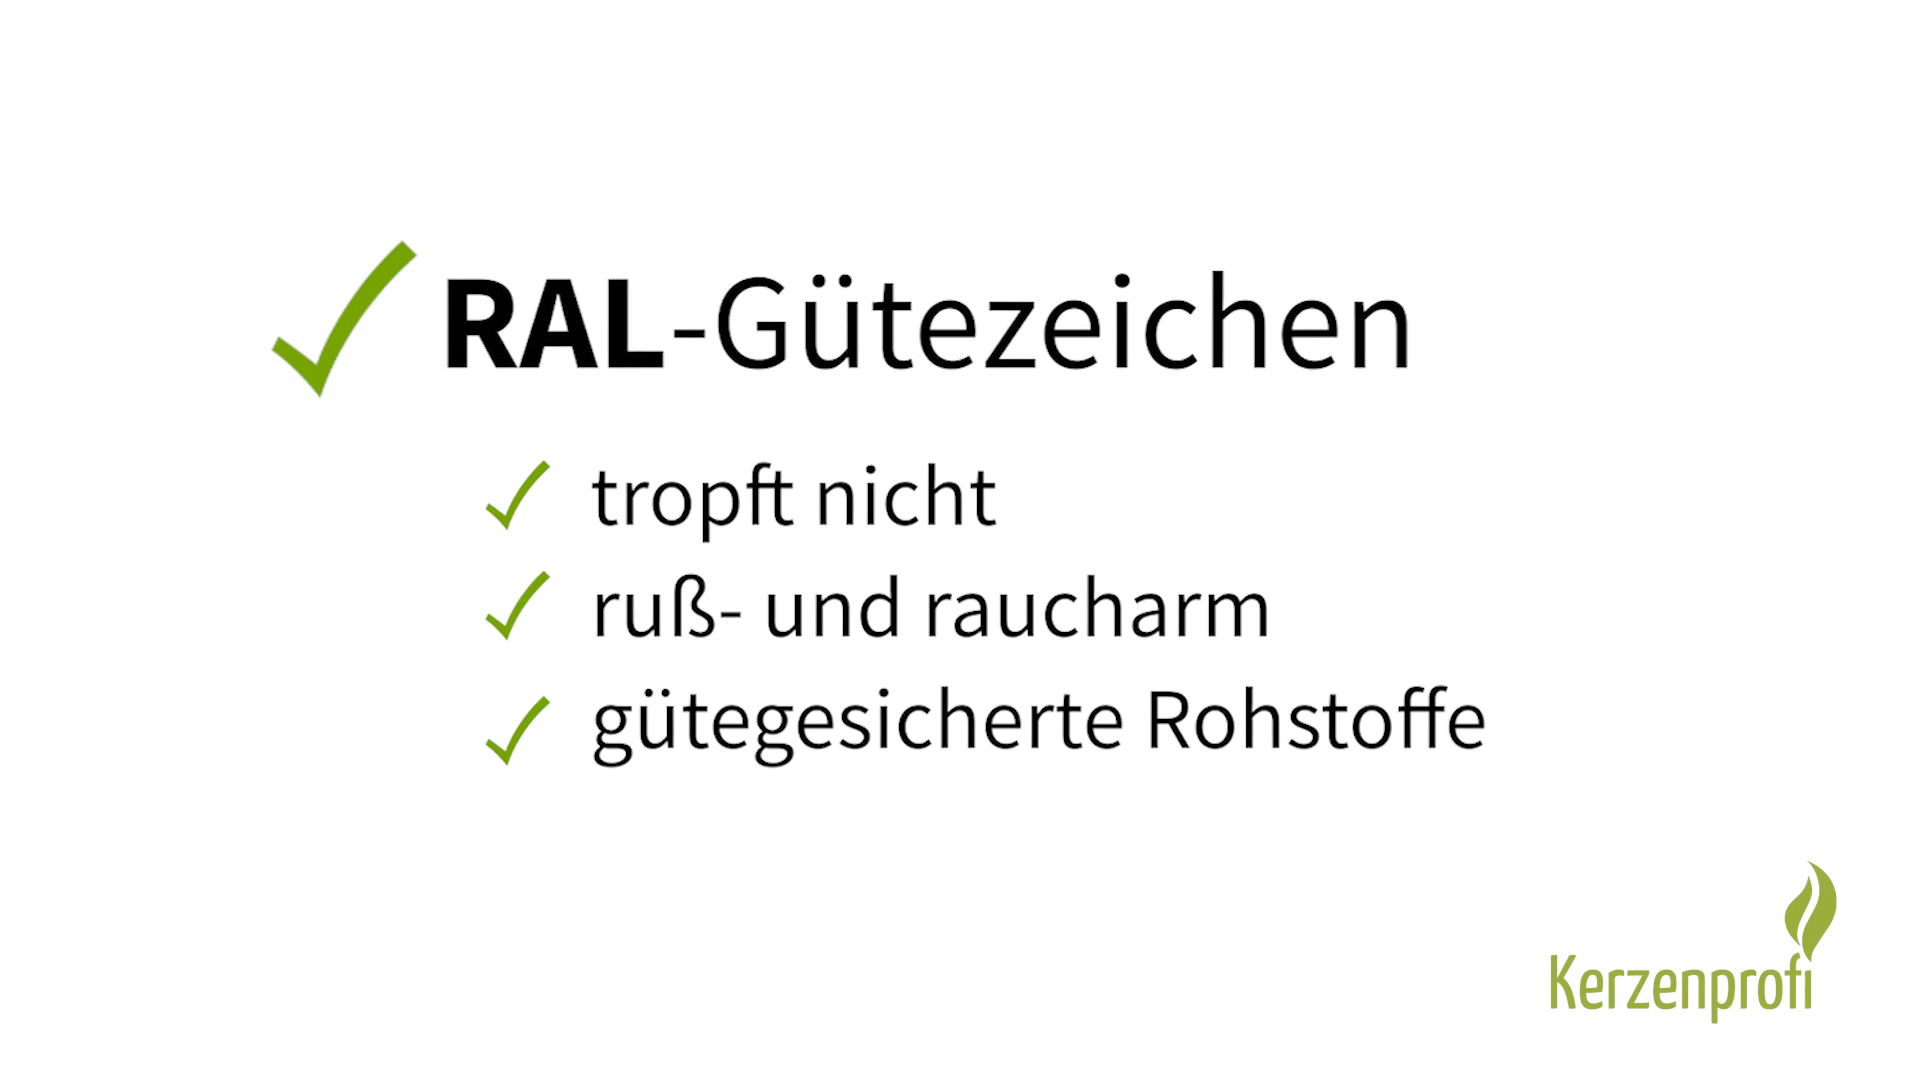 RAL-Gütezeichen
tropft nicht
ruß- und raucharm
gütegesicherte Rohstoffe
Kerzenprofi